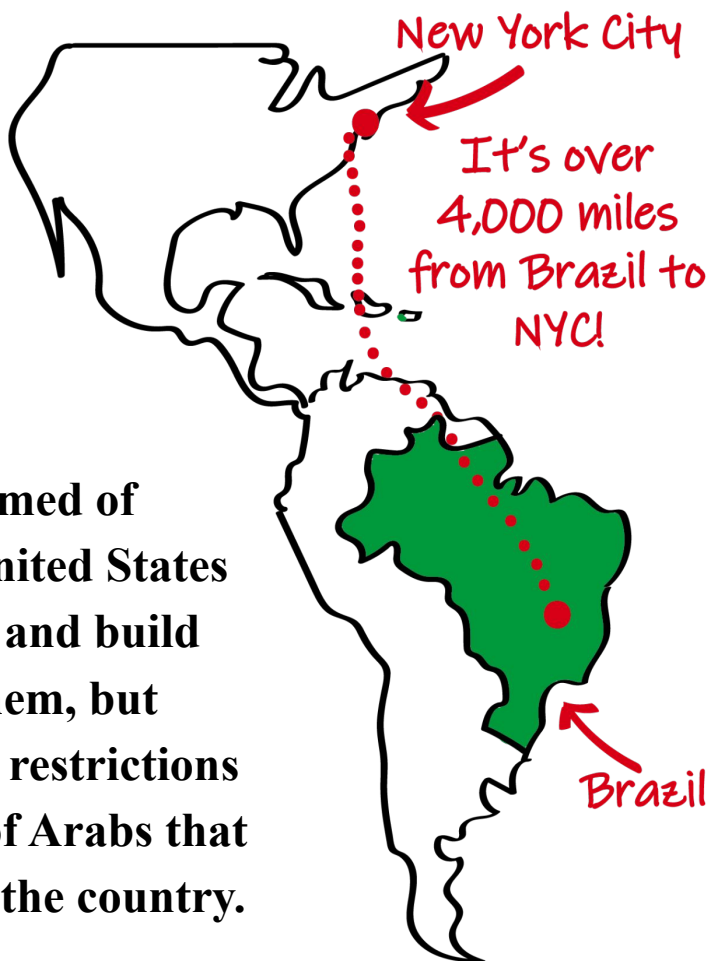 New York City
It's over
4,000 miles
from Brazil to
NYC!
med of
nited States
and build
em, but
restrictions
of Arabs that
the country.
Brazil